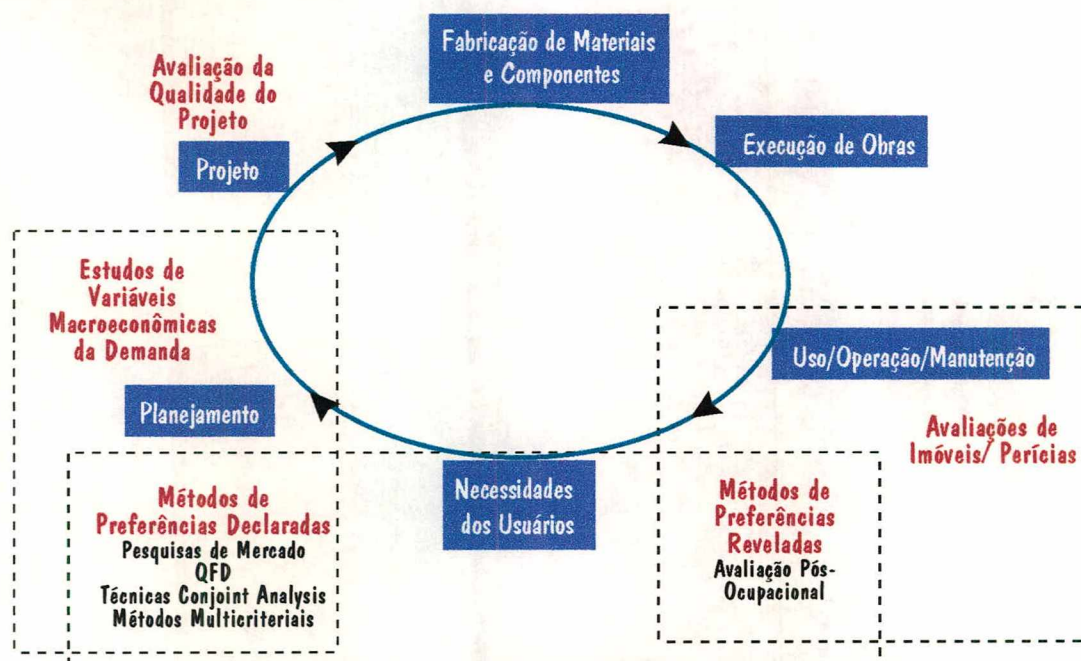 Fabricação de Materiais
e Componentes
Avaliação da
Qualidade do
Projeto
Projeto
Execução de Obras
Estudos de
Variáveis
Macroeconômicas
da Demanda
Planejamento
Uso/Operação/Manutenção
Avaliações de
Imóveis/ Perícias
Métodos de
Preferências Declaradas
Pesquisas de Mercado
QFD
Técnicas Conjoint Analysis
Métodos Multicriteriais
Necessidades
dos Usuários
Métodos de
Preferências
Reveladas
Avaliação Pós-
Ocupacional